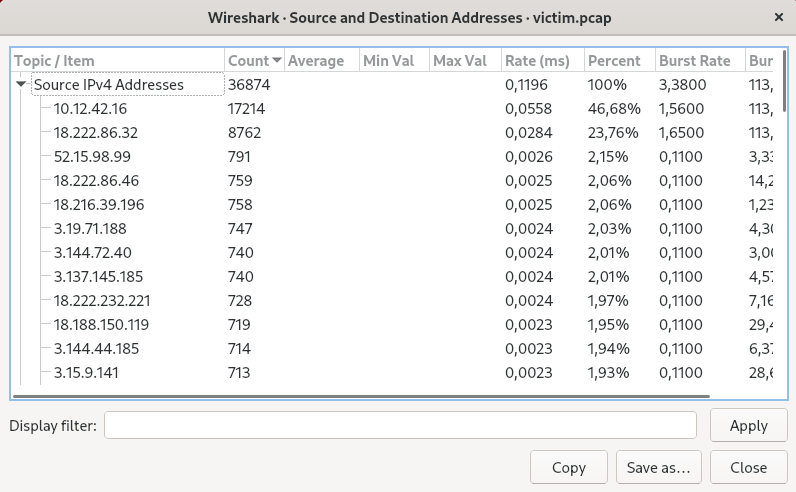 Wireshark · Source and Destination Addresses · victim.pcap
Topic / Item Count Average Min Val Max Val Rate (ms) Percent Burst Rate Bur
Source IPv4 Addresses 36874 0,1196 100% 3,3800 113,
10.12.42.16 17214 0,0558 46,68% 1,5600 113,
18.222.86.32 8762 0,0284 23,76% 1,6500 113,
52.15.98.99 791 0,0026 2,15% 0,1100 3,33
18.222.86.46 759 0,0025 2,06% 0,1100 14,2
18.216.39.196 758 0,0025 2,06% 0,1100 1,23
3.19.71.188 747 0,0024 2,03% 0,1100 4,30
3.144.72.40 740 0,0024 2,01% 0,1100 3,00
3.137.145.185 740 0,0024 2,01% 0,1100 4,57
18.222.232.221 728 0,0024 1,97% 0,1100 7,16
18.188.150.119 719 0,0023 1,95% 0,1100 29,4
3.144.44.185 714 0,0023 1,94% 0,1100 6,37
3.15.9.141 713 0,0023 1,93% 0,1100 28,6
Display filter: Apply
Copy Save as... Close